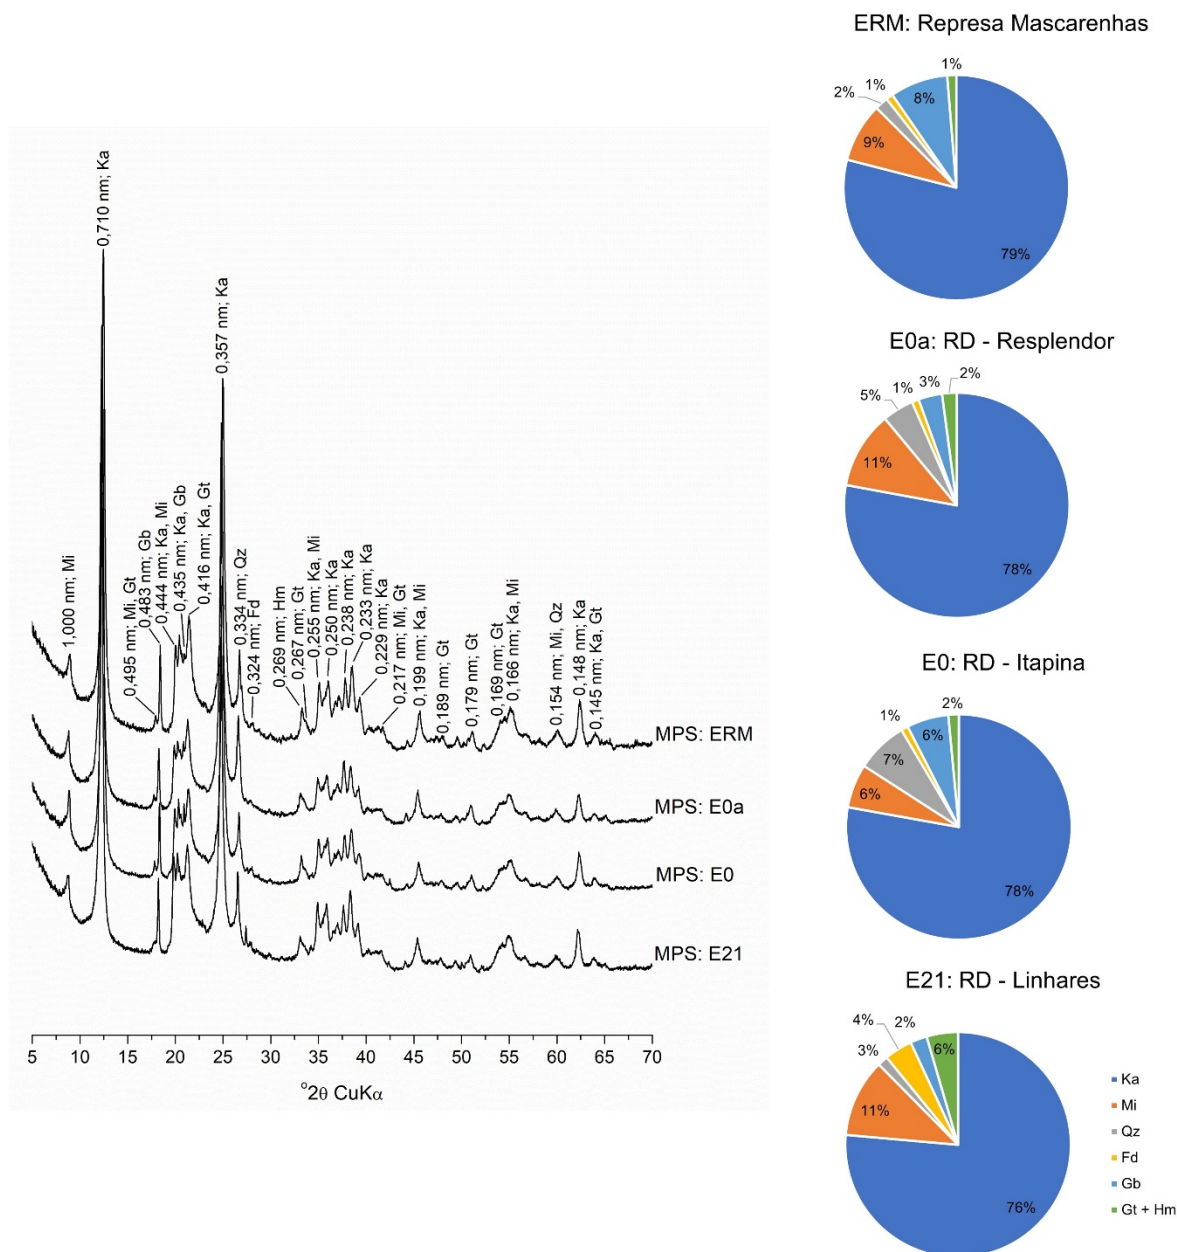 ERM: Represa Mascarenhas
1%
1%
2%
8%
9%
79%
E0a: RD - Resplendor
2%
3%
1%
5%
11%
78%
E0: RD - Itapina
2%
1%
6%
7%
6%
78%
E21: RD - Linhares
4%
2%
3%
6%
11%
76%
Ka
Mi
Qz
Fd
Gb
Gt + Hm
1,000 nm; Mi
0,710 nm; Ka
0,495 nm; Mi, Gt
0,483 nm; Gb
0,444 nm; Ka, Mi
0,435 nm; Ka, Gb
0,416 nm; Ka, Gt
0,357 nm; Ka
0,334 nm; Qz
0,324 nm; Fd
0,269 nm; Hm
0,267 nm; Gt
0,255 nm; Ka, Mi
0,250 nm; Ka
0,238 nm; Ka
0,233 nm; Ka
0,229 nm; Ka
0,217 nm; Mi, Gt
0,199 nm; Ka, Mi
0,189 nm; Gt
0,179 nm; Gt
0,169 nm; Gt
0,166 nm; Ka, Mi
0,154 nm; Mi, Qz
0,148 nm; Ka
0,145 nm; Ka, Gt
MPS: ERM
MPS: E0a
MPS: E0
MPS: E21
5 10 15 20 25 30 35 40 45 50 55 60 65 70
°2θ CuKα